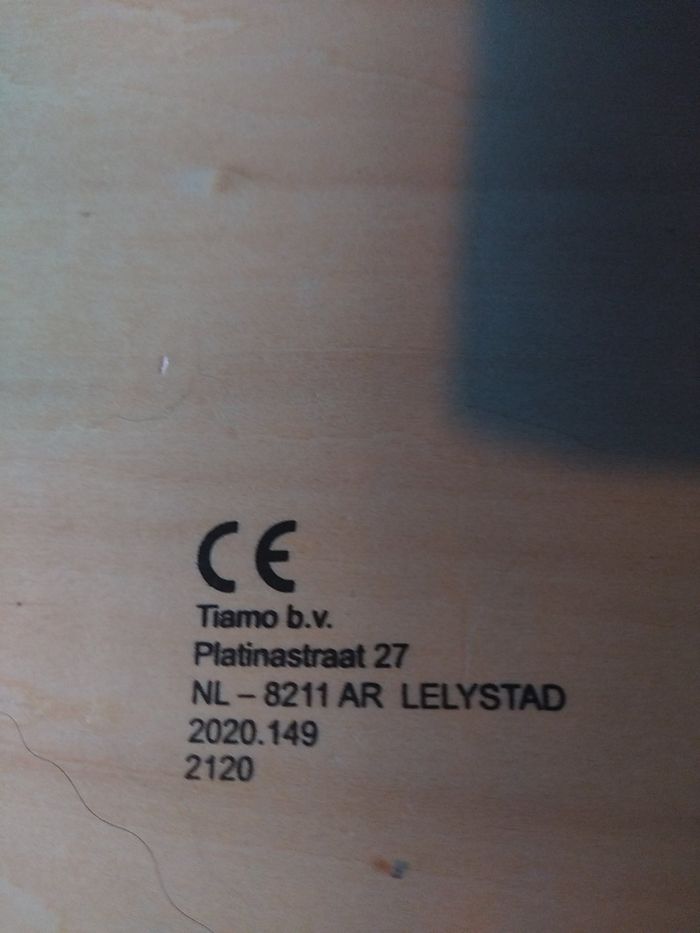 CE
Tiamo b.v.
Platinastraat 27
NL – 8211 AR LELYSTAD
2020.149
2120